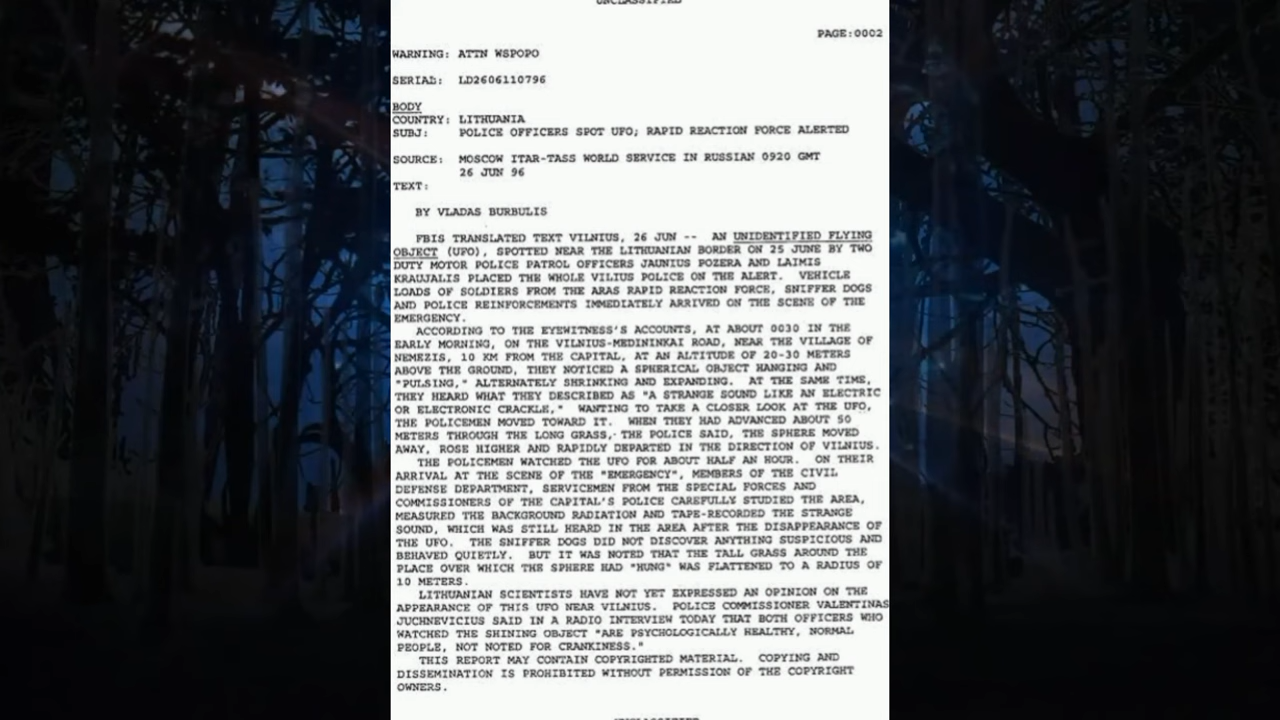 UNCLASSIFIED
PAGE:0002
WARNING: ATTN WSPOPO
SERIAL: LD2606110796
BODY
COUNTRY: LITHUANIA
SUBJ: POLICE OFFICERS SPOT UFO; RAPID REACTION FORCE ALERTED
SOURCE: MOSCOW ITAR-TASS WORLD SERVICE IN RUSSIAN 0920 GMT
26 JUN 96
TEXT:
BY VLADAS BURBULIS
FBIS TRANSLATED TEXT VILNIUS, 26 JUN -- AN UNIDENTIFIED FLYING
OBJECT (UFO), SPOTTED NEAR THE LITHUANIAN BORDER ON 25 JUNE BY TWO
DUTY MOTOR POLICE PATROL OFFICERS JAUNIUS POZERA AND LAIMIS
KRAUJALIS PLACED THE WHOLE VILIUS POLICE ON THE ALERT. VEHICLE
LOADS OF SOLDIERS FROM THE ARAS RAPID REACTION FORCE, SNIFFER DOGS
AND POLICE REINFORCEMENTS IMMEDIATELY ARRIVED ON THE SCENE OF THE
EMERGENCY.
ACCORDING TO THE EYEWITNESS'S ACCOUNTS, AT ABOUT 0030 IN THE
EARLY MORNING, ON THE VILNIUS-MEDININKAI ROAD, NEAR THE VILLAGE OF
NEMEZIS, 10 KM FROM THE CAPITAL, AT AN ALTITUDE OF 20-30 METERS
ABOVE THE GROUND, THEY NOTICED A SPHERICAL OBJECT HANGING AND
"PULSING," ALTERNATELY SHRINKING AND EXPANDING. AT THE SAME TIME,
THEY HEARD WHAT THEY DESCRIBED AS "A STRANGE SOUND LIKE AN ELECTRIC
OR ELECTRONIC CRACKLE," WANTING TO TAKE A CLOSER LOOK AT THE UFO,
THE POLICEMEN MOVED TOWARD IT. WHEN THEY HAD ADVANCED ABOUT 50
METERS THROUGH THE LONG GRASS, THE POLICE SAID, THE SPHERE MOVED
AWAY, ROSE HIGHER AND RAPIDLY DEPARTED IN THE DIRECTION OF VILNIUS.
THE POLICEMEN WATCHED THE UFO FOR ABOUT HALF AN HOUR. ON THEIR
ARRIVAL AT THE SCENE OF THE "EMERGENCY", MEMBERS OF THE CIVIL
DEFENSE DEPARTMENT, SERVICEMEN FROM THE SPECIAL FORCES AND
COMMISSIONERS OF THE CAPITAL'S POLICE CAREFULLY STUDIED THE AREA,
MEASURED THE BACKGROUND RADIATION AND TAPE-RECORDED THE STRANGE
SOUND, WHICH WAS STILL HEARD IN THE AREA AFTER THE DISAPPEARANCE OF
THE UFO. THE SNIFFER DOGS DID NOT DISCOVER ANYTHING SUSPICIOUS AND
BEHAVED QUIETLY. BUT IT WAS NOTED THAT THE TALL GRASS AROUND THE
PLACE OVER WHICH THE SPHERE HAD "HUNG" WAS FLATTENED TO A RADIUS OF
10 METERS.
LITHUANIAN SCIENTISTS HAVE NOT YET EXPRESSED AN OPINION ON THE
APPEARANCE OF THIS UFO NEAR VILNIUS. POLICE COMMISSIONER VALENTINAS
JUCHNEVICIUS SAID IN A RADIO INTERVIEW TODAY THAT BOTH OFFICERS WHO
WATCHED THE SHINING OBJECT "ARE PSYCHOLOGICALLY HEALTHY, NORMAL
PEOPLE, NOT NOTED FOR CRANKINESS."
THIS REPORT MAY CONTAIN COPYRIGHTED MATERIAL. COPYING AND
DISSEMINATION IS PROHIBITED WITHOUT PERMISSION OF THE COPYRIGHT
OWNERS.